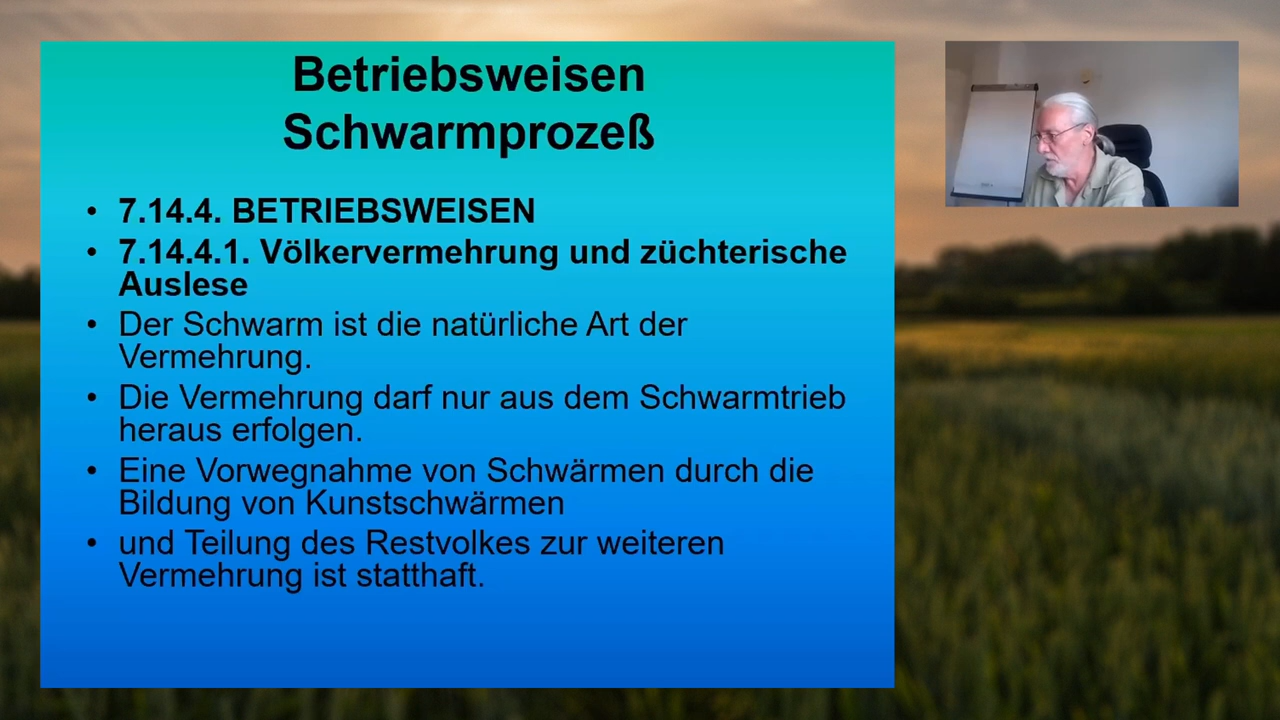 Betriebsweisen
Schwarmprozeß
• 7.14.4. BETRIEBSWEISEN
• 7.14.4.1. Völkervermehrung und züchterische
Auslese
• Der Schwarm ist die natürliche Art der
Vermehrung.
• Die Vermehrung darf nur aus dem Schwarmtrieb
heraus erfolgen.
• Eine Vorwegnahme von Schwärmen durch die
Bildung von Kunstschwärmen
• und Teilung des Restvolkes zur weiteren
Vermehrung ist statthaft.